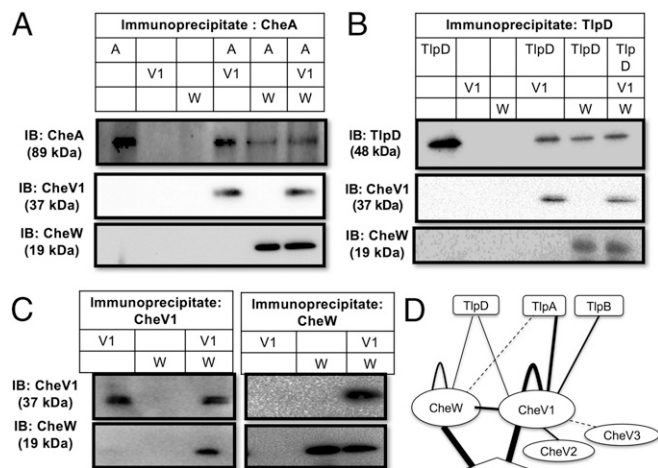 A
Immunoprecipitate : CheA
A A A A
V1 V1 V1
W W W
IB: CheA
(89 kDa)
IB: CheV1
(37 kDa)
IB: CheW
(19 kDa)
B
Immunoprecipitate: TlpD
TlpD TlpD TlpD Tlp
D
V1 V1 V1
W W W
IB: TlpD
(48 kDa)
IB: CheV1
(37 kDa)
IB: CheW
(19 kDa)
C
Immunoprecipitate:
CheV1
V1 V1
W W
IB: CheV1
(37 kDa)
IB: CheW
(19 kDa)
Immunoprecipitate:
CheW
V1 V1
W W
D
TlpD TlpA TlpB
CheW CheV1
CheV3
CheV2